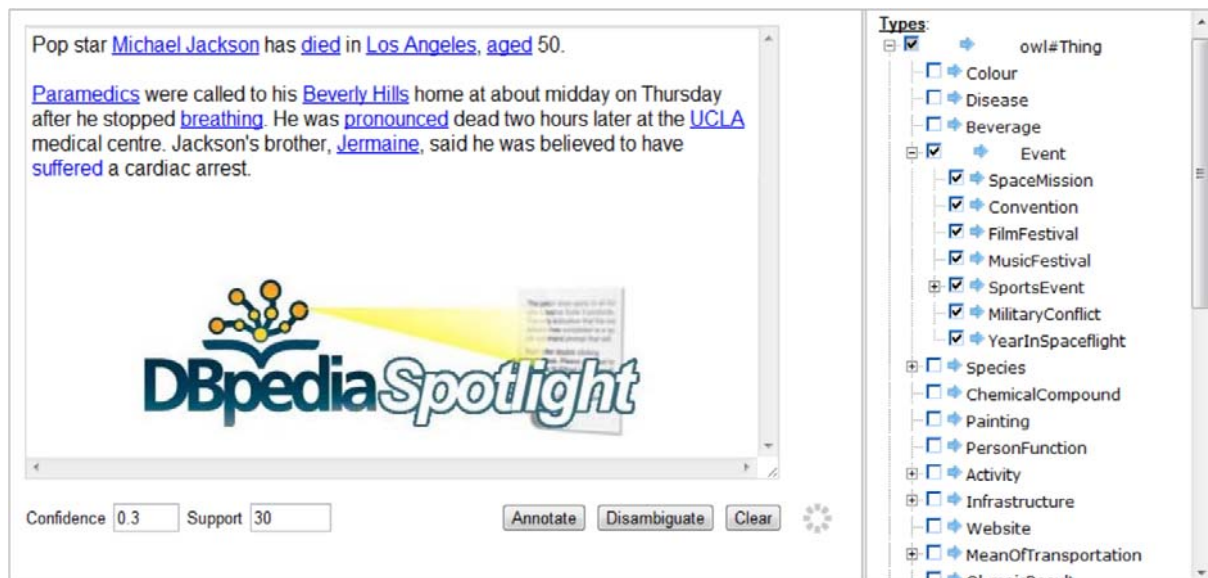 Pop star Michael Jackson has died in Los Angeles, aged 50.
Paramedics were called to his Beverly Hills home at about midday on Thursday
after he stopped breathing. He was pronounced dead two hours later at the UCLA
medical centre. Jackson's brother, Jermaine, said he was believed to have
suffered a cardiac arrest.
DBpedia Spotlight
Confidence 0.3 Support 30 Annotate Disambiguate Clear
Types:
owl#Thing
Colour
Disease
Beverage
Event
SpaceMission
Convention
FilmFestival
MusicFestival
SportsEvent
MilitaryConflict
YearInSpaceflight
Species
ChemicalCompound
Painting
PersonFunction
Activity
Infrastructure
Website
MeanOfTransportation